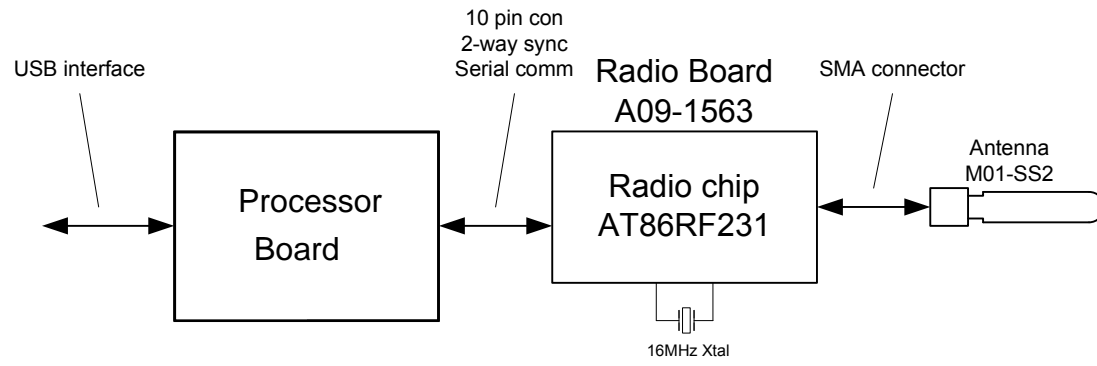 USB interface
10 pin con
2-way sync
Serial comm
Radio Board
A09-1563
SMA connector
Antenna
M01-SS2
Processor
Board
Radio chip
AT86RF231
16MHz Xtal